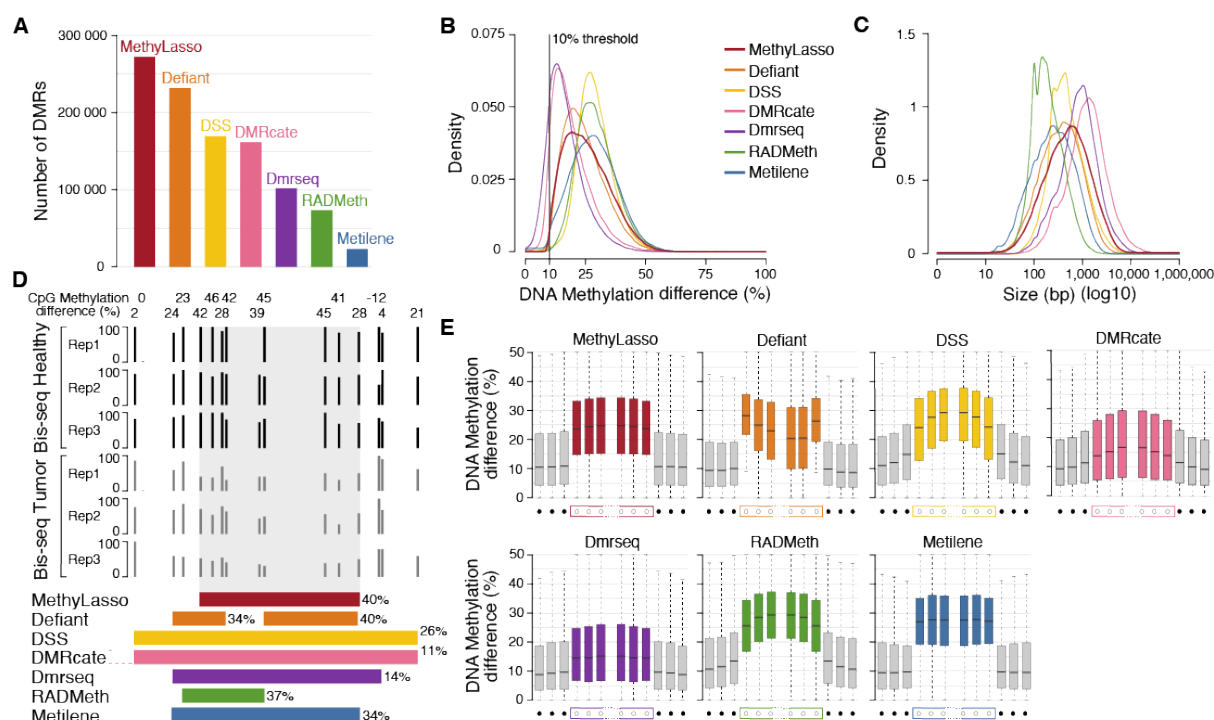 A
300 000
200 000
100 000
0
Number of DMRs
MethyLasso
Defiant
DSS
DMRcate
Dmrseq
RADMeth
Metilene
B
0.075
0.050
0.025
0
Density
10% threshold
0 10 25 50 75 100
DNA Methylation difference (%)
MethyLasso
Defiant
DSS
DMRcate
Dmrseq
RADMeth
Metilene
C
1.5
1
0.5
0
Density
0 10 100 1,000 10,000 1,000,000
Size (bp) (log10)
D
CpG Methylation
difference (%)
0 23 46 42 45 41 -12
2 24 42 28 39 45 28 4 21
Bis-seq Healthy
Rep1
100
0
Rep2
100
0
Rep3
100
0
Bis-seq Tumor
Rep1
100
0
Rep2
100
0
Rep3
100
0
MethyLasso 40%
Defiant 34% 40%
DSS 26%
DMRcate 11%
Dmrseq 14%
RADMeth 37%
Metilene 34%
E
DNA Methylation
difference (%)
50
40
30
20
10
0
MethyLasso
Defiant
DSS
DMRcate
DNA Methylation
difference (%)
50
40
30
20
10
0
Dmrseq
RADMeth
Metilene